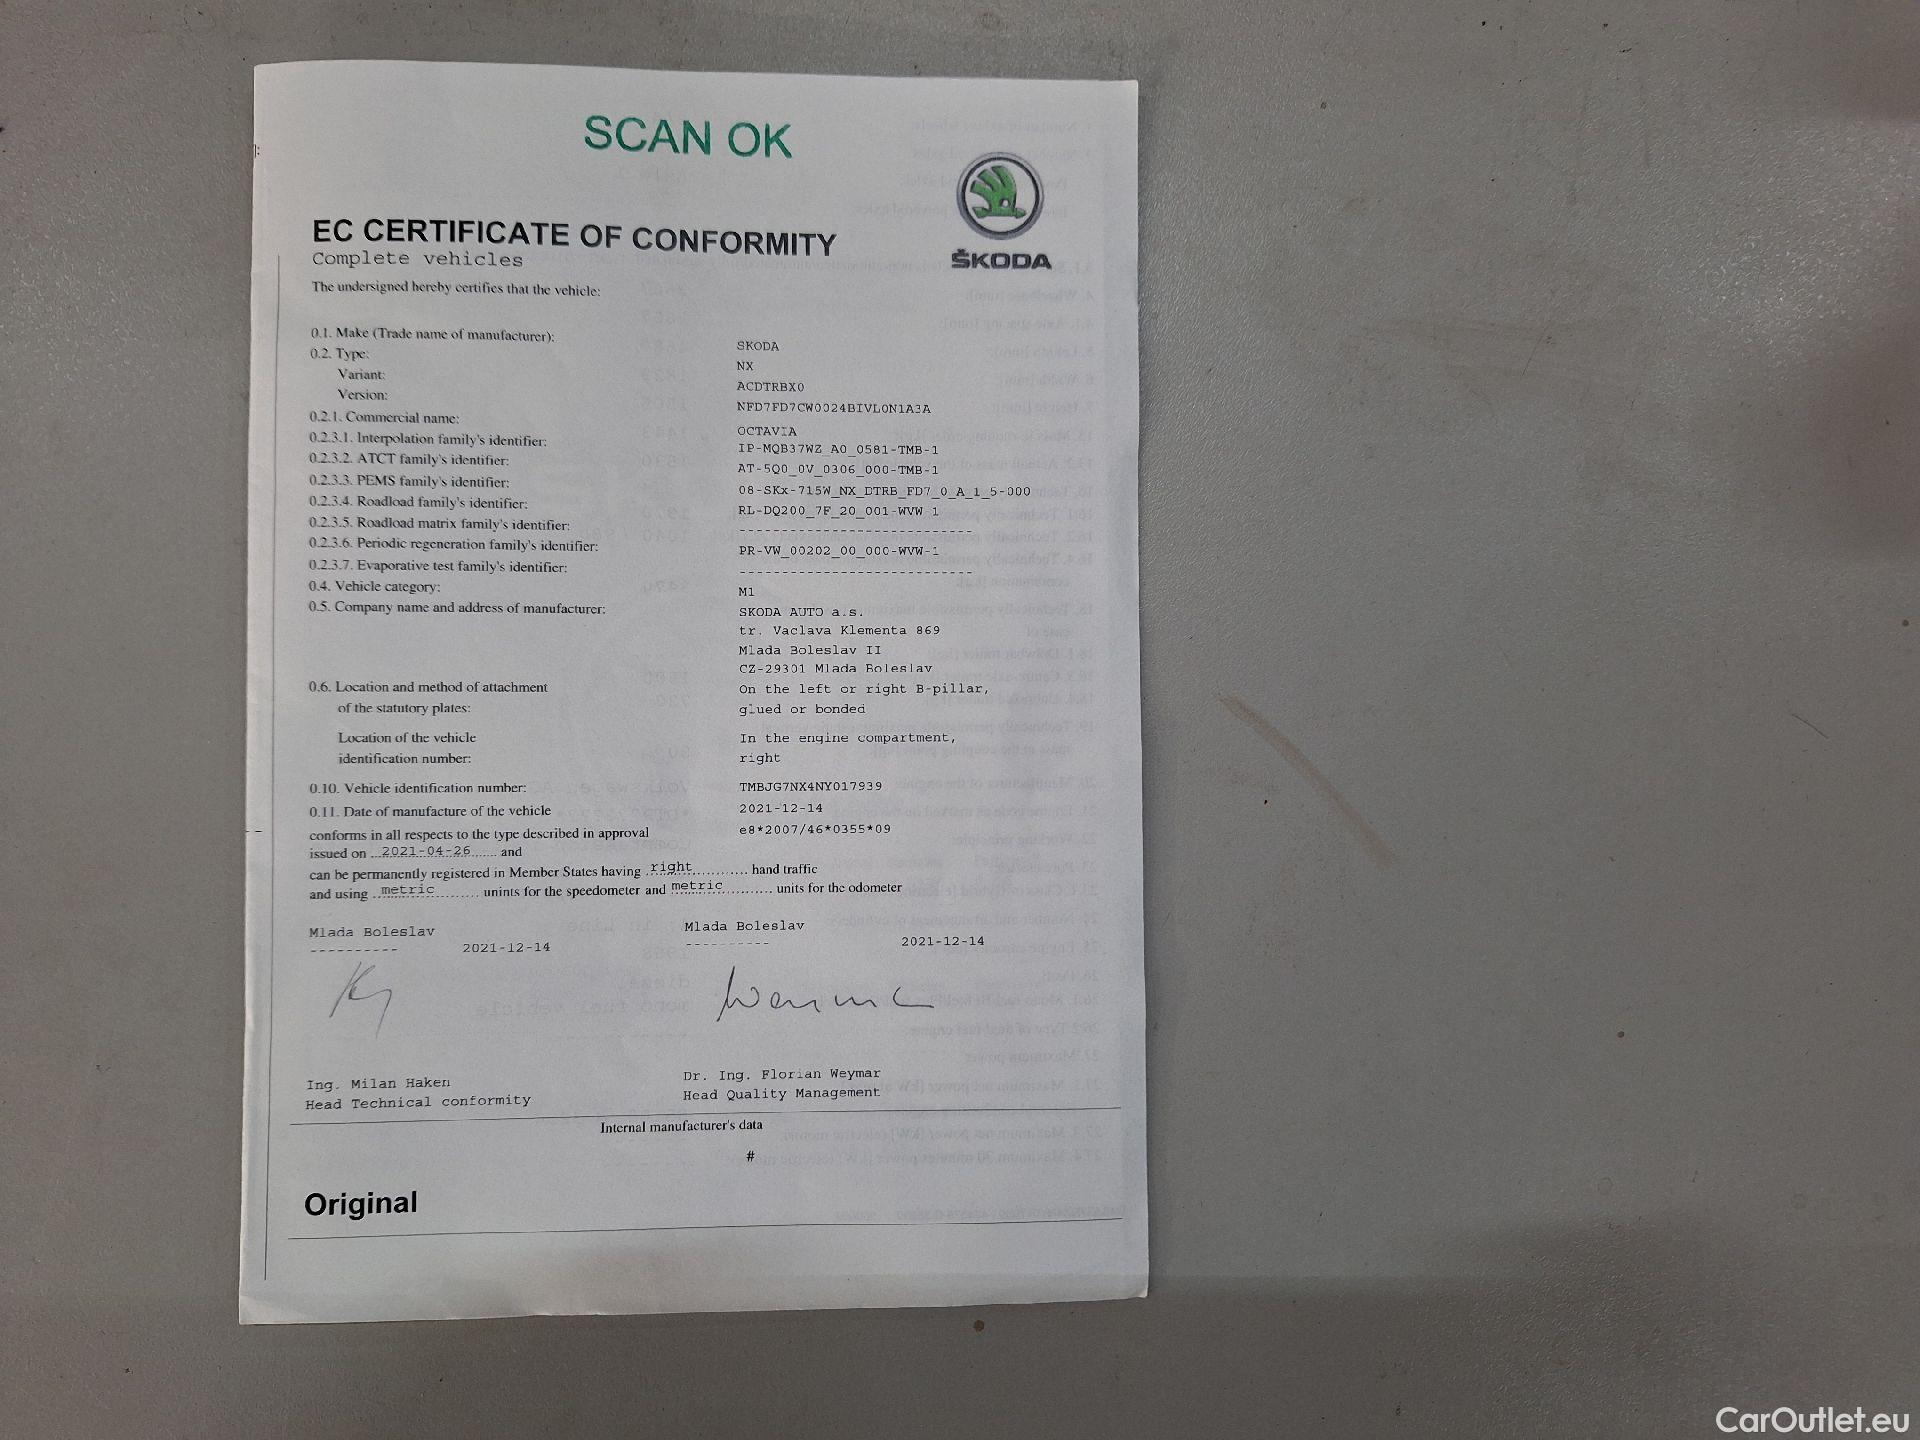 SCAN OK
ŠKODA
EC CERTIFICATE OF CONFORMITY
Complete vehicles
The undersigned hereby certifies that the vehicle:
0.1. Make (Trade name of manufacturer): SKODA
0.2. Type: NX
Variant: ACDTRBX0
Version: NFD7FD7CW0024BIVL0N1A3A
0.2.1. Commercial name: OCTAVIA
0.2.3.1. Interpolation family's identifier: IP-MQB37WZ_A0_0581-TMB-1
0.2.3.2. ATCT family's identifier: AT-5Q0_0V_0306_000-TMB-1
0.2.3.3. PEMS family's identifier: 08-SKx-715W_NX_DTRB_FD7_0_A_1_5-000
0.2.3.4. Roadload family's identifier: RL-DQ200_7F_20_001-WVW 1
0.2.3.5. Roadload matrix family's identifier: ----------------------------
0.2.3.6. Periodic regeneration family's identifier: PR-VW_00202_00_000-WVW-1
0.2.3.7. Evaporative test family's identifier: ----------------------------
0.4. Vehicle category: M1
0.5. Company name and address of manufacturer: SKODA AUTO a.s.
tr. Vaclava Klementa 869
Mlada Boleslav II
CZ-29301 Mlada Boleslav
0.6. Location and method of attachment On the left or right B-pillar,
of the statutory plates: glued or bonded
Location of the vehicle In the engine compartment,
identification number: right
0.10. Vehicle identification number: TMBJG7NX4NY017939
0.11. Date of manufacture of the vehicle 2021-12-14
conforms in all respects to the type described in approval e8*2007/46*0355*09
issued on 2021-04-26 and
can be permanently registered in Member States having right hand traffic
and using metric unints for the speedometer and metric units for the odometer
Mlada Boleslav 2021-12-14 Mlada Boleslav 2021-12-14
Ing. Milan Haken Dr. Ing. Florian Weymar
Head Technical conformity Head Quality Management
Internal manufacturer's data
#
Original
CarOutlet.eu